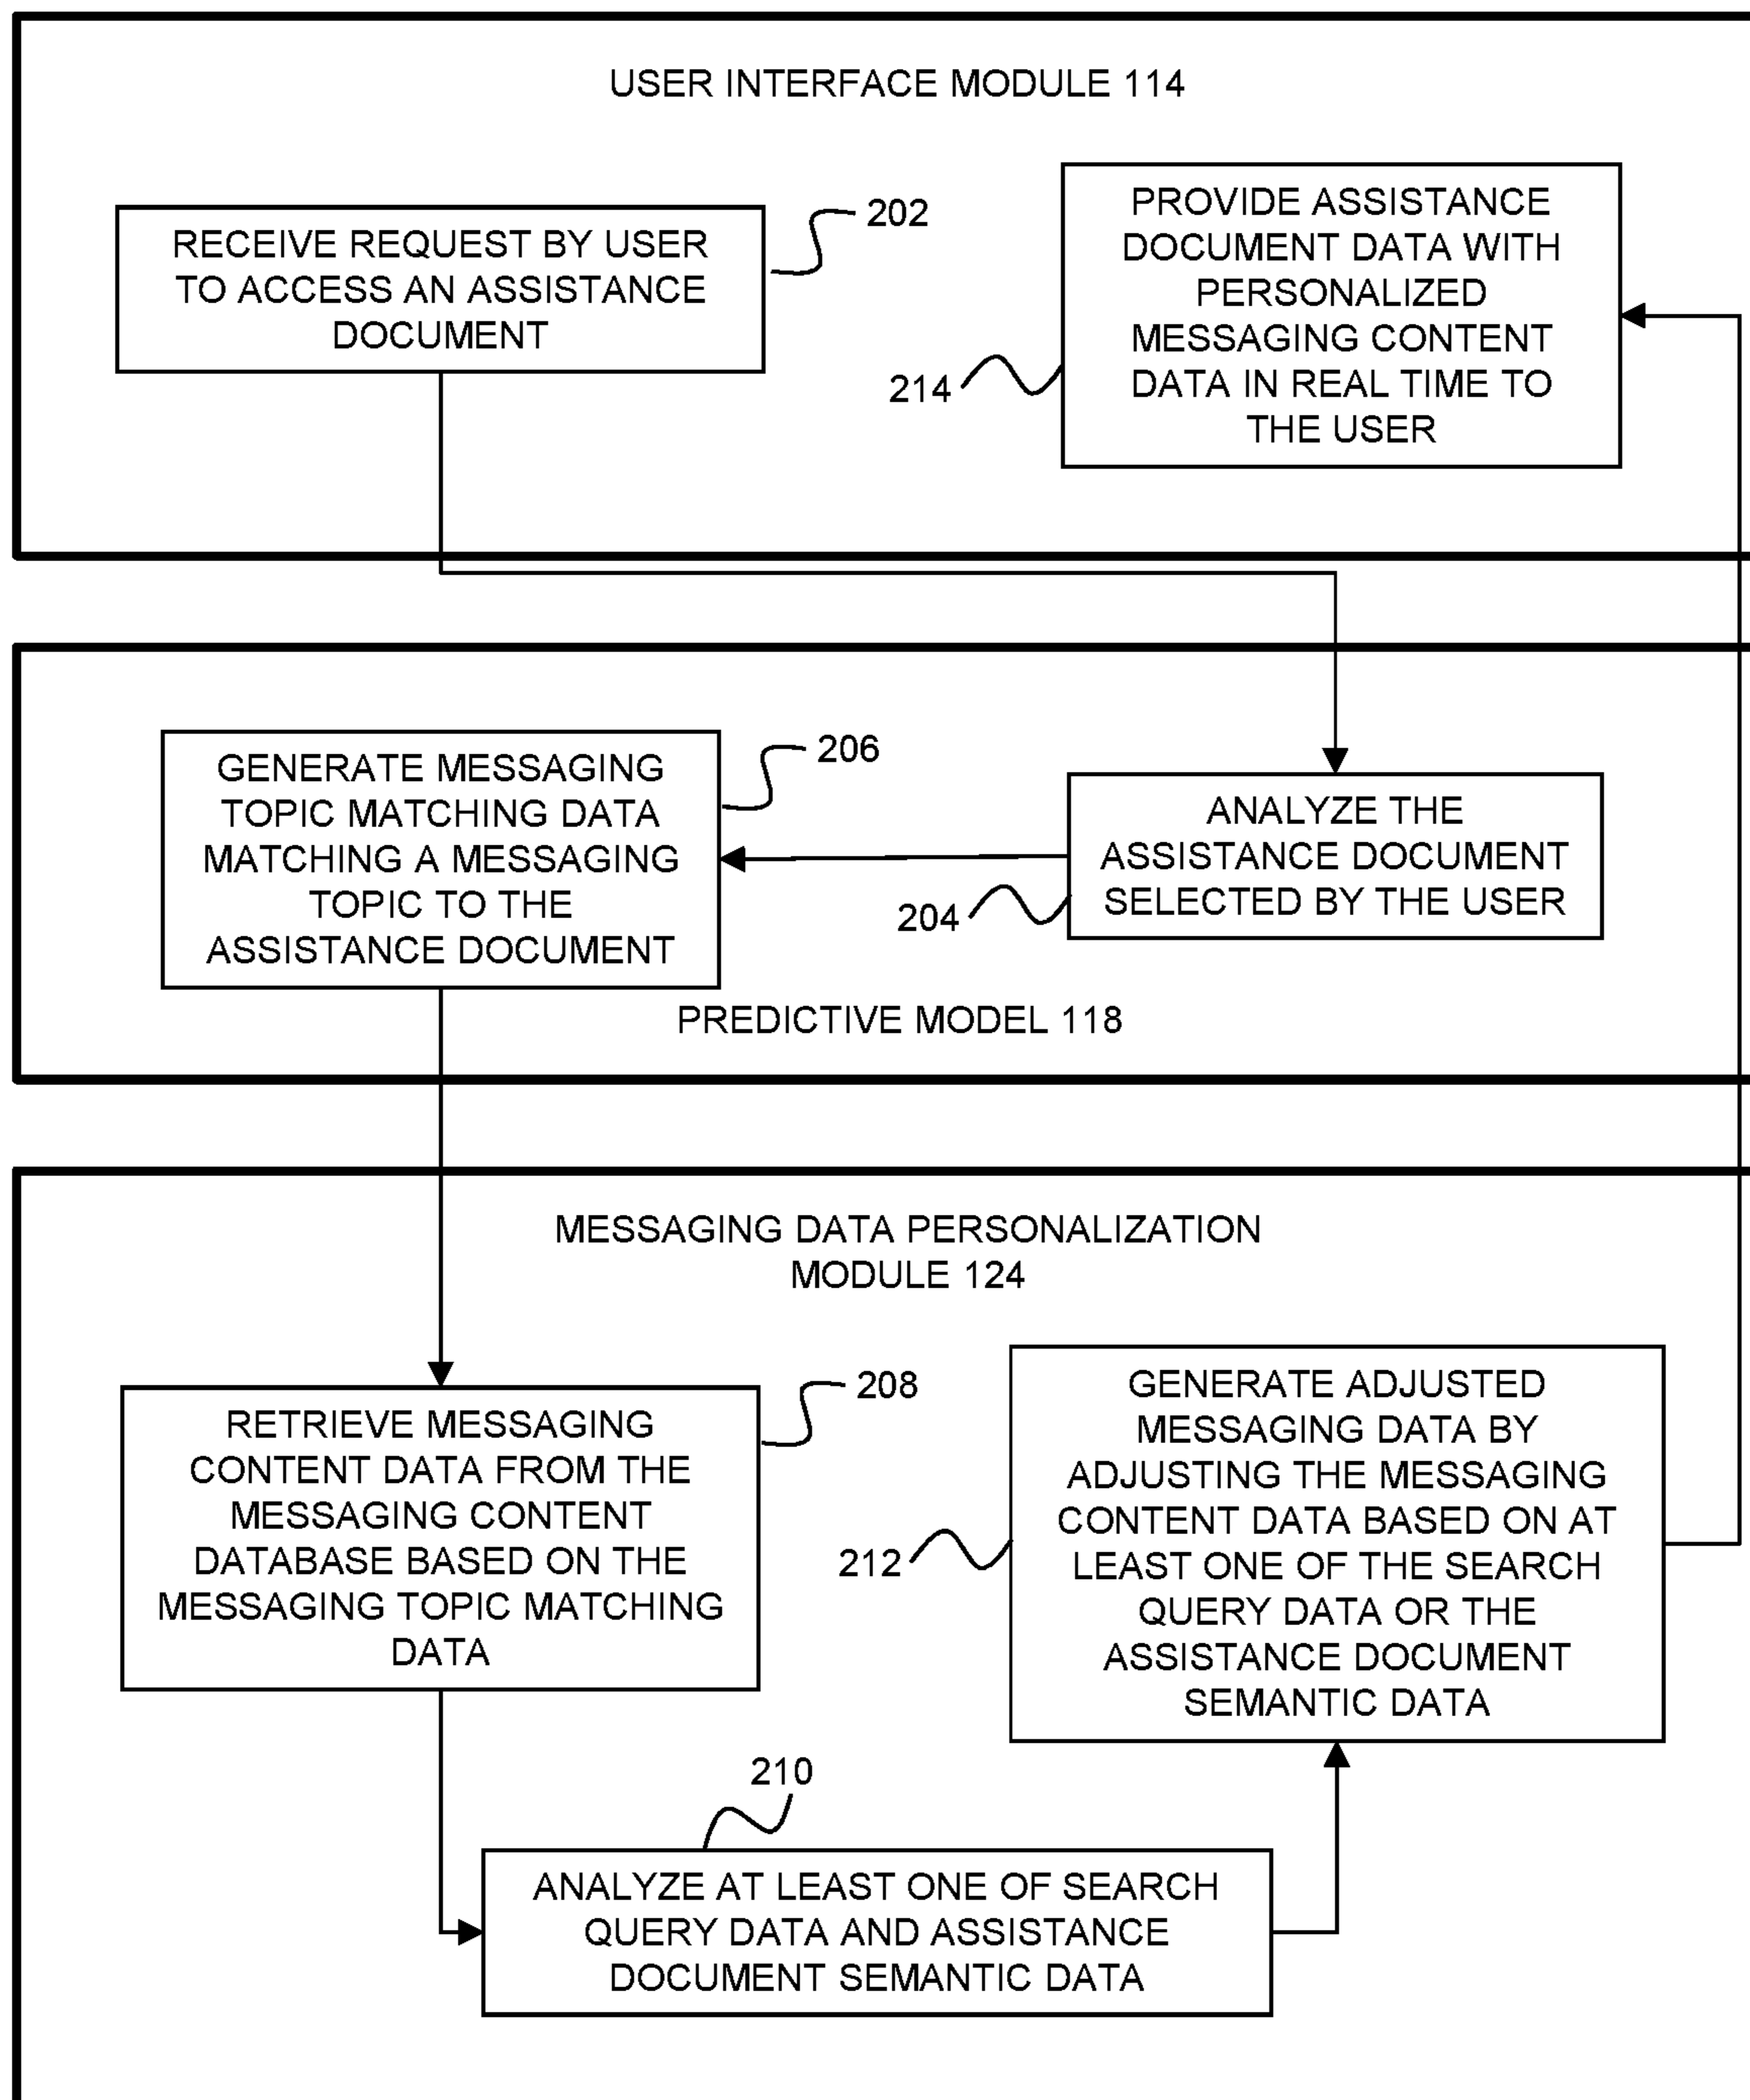 USER INTERFACE MODULE 114
RECEIVE REQUEST BY USER
TO ACCESS AN ASSISTANCE
DOCUMENT
202
PROVIDE ASSISTANCE
DOCUMENT DATA WITH
PERSONALIZED
MESSAGING CONTENT
DATA IN REAL TIME TO
THE USER
214
GENERATE MESSAGING
TOPIC MATCHING DATA
MATCHING A MESSAGING
TOPIC TO THE
ASSISTANCE DOCUMENT
206
ANALYZE THE
ASSISTANCE DOCUMENT
SELECTED BY THE USER
204
PREDICTIVE MODEL 118
MESSAGING DATA PERSONALIZATION
MODULE 124
RETRIEVE MESSAGING
CONTENT DATA FROM THE
MESSAGING CONTENT
DATABASE BASED ON THE
MESSAGING TOPIC MATCHING
DATA
208
GENERATE ADJUSTED
MESSAGING DATA BY
ADJUSTING THE MESSAGING
CONTENT DATA BASED ON AT
LEAST ONE OF THE SEARCH
QUERY DATA OR THE
ASSISTANCE DOCUMENT
SEMANTIC DATA
212
210
ANALYZE AT LEAST ONE OF SEARCH
QUERY DATA AND ASSISTANCE
DOCUMENT SEMANTIC DATA